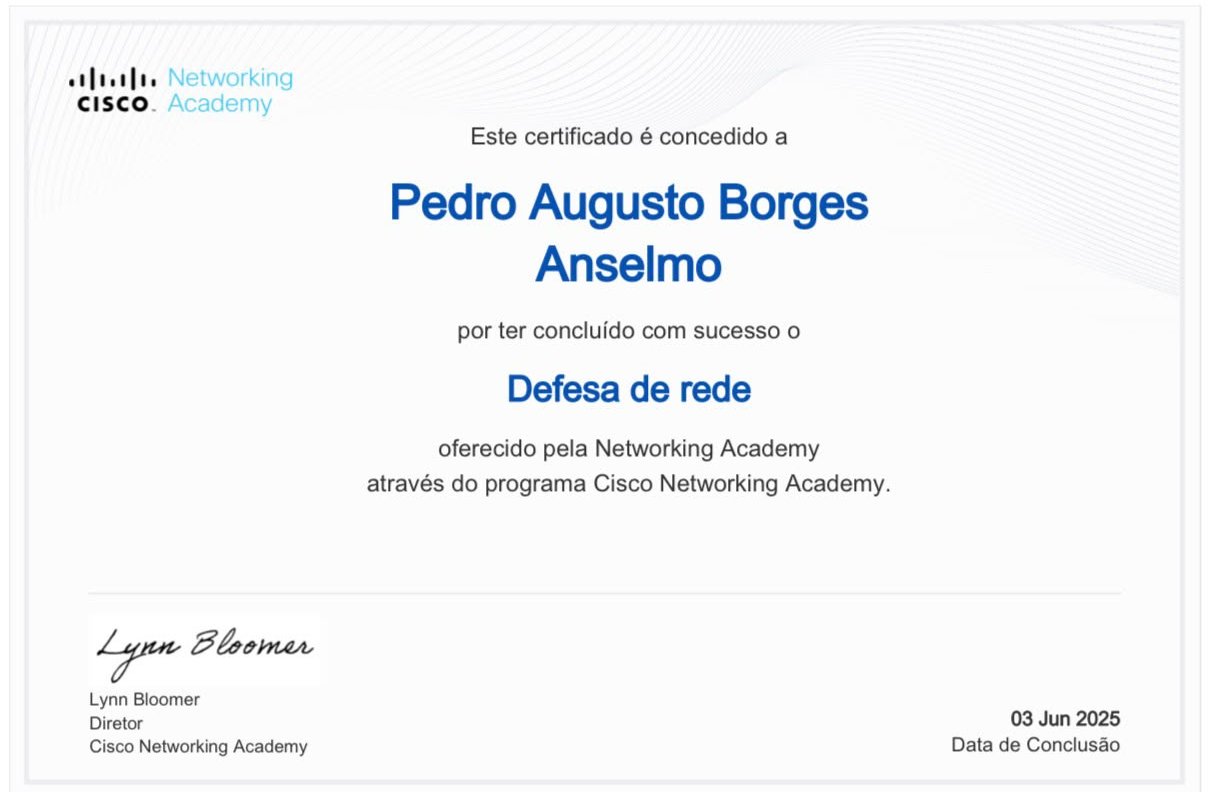 Networking
CISCO Academy
Este certificado é concedido a
Pedro Augusto Borges
Anselmo
por ter concluído com sucesso o
Defesa de rede
oferecido pela Networking Academy
através do programa Cisco Networking Academy.
Lynn Bloomer
Lynn Bloomer
Diretor
Cisco Networking Academy
03 Jun 2025
Data de Conclusão